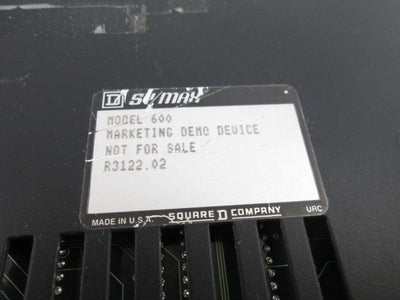 SY/MAX
MODEL 600
MARKETING DEMO DEVICE
NOT FOR SALE
R3122.02
MADE IN U.S.A. SQUARE D COMPANY URC